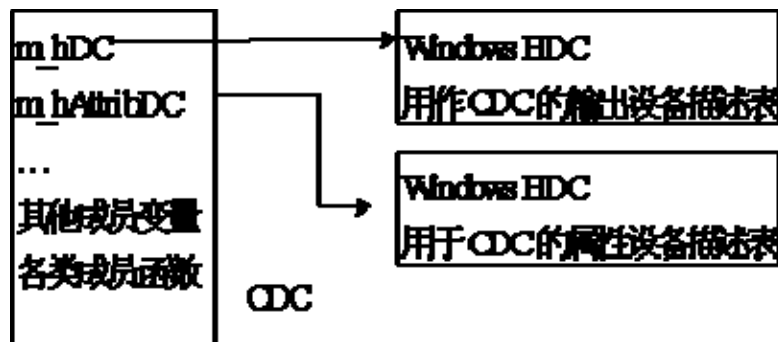 m_hDC
m_hAttribDC
...
其他成员变量
各类成员函数
CDC
Windows HDC
用作CDC的输出设备描述表
Windows HDC
用于CDC的属性设备描述表